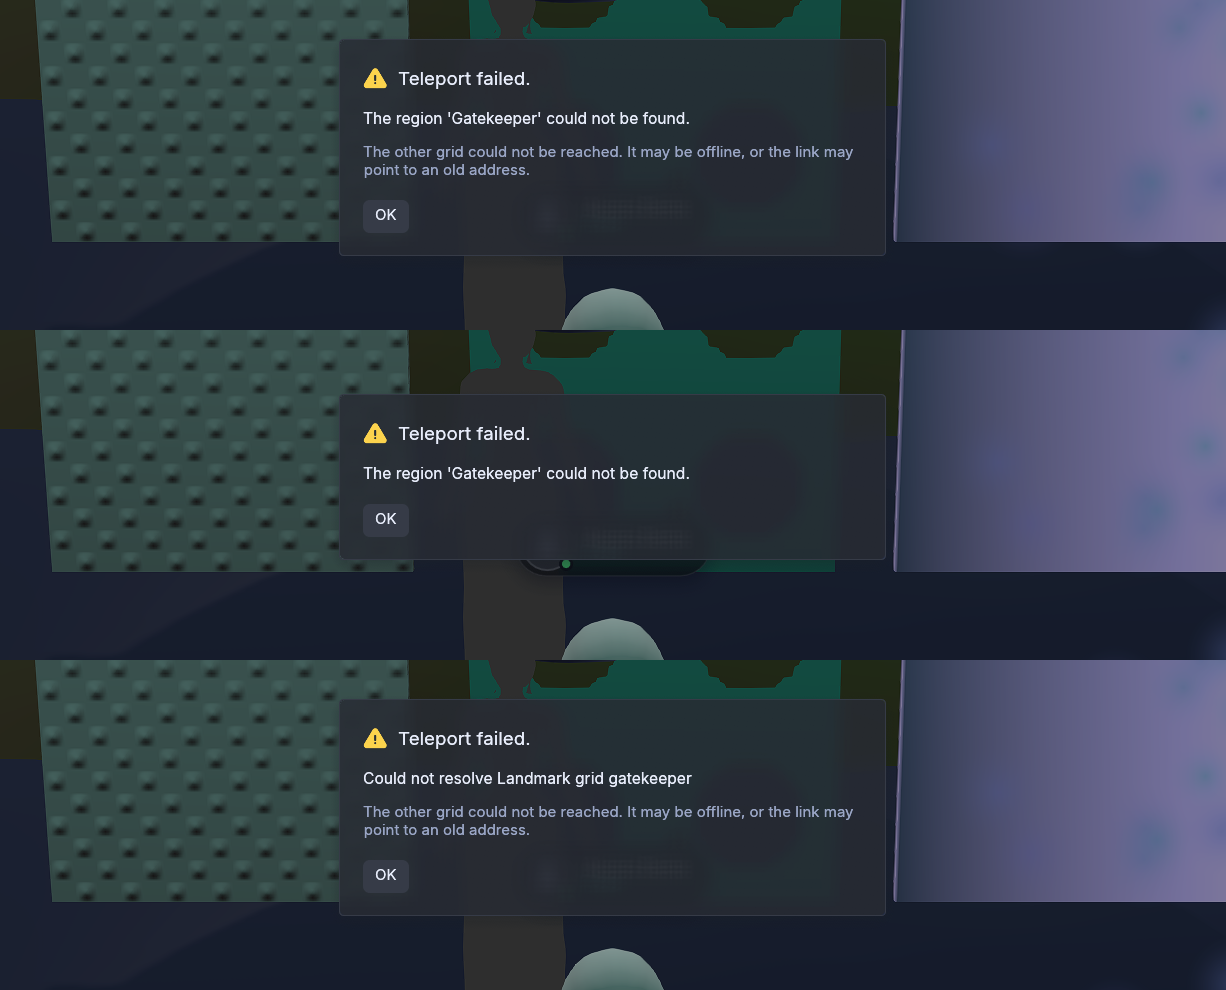 Teleport failed.
The region 'Gatekeeper' could not be found.
The other grid could not be reached. It may be offline, or the link may
point to an old address.
OK
Teleport failed.
The region 'Gatekeeper' could not be found.
OK
Teleport failed.
Could not resolve Landmark grid gatekeeper
The other grid could not be reached. It may be offline, or the link may
point to an old address.
OK